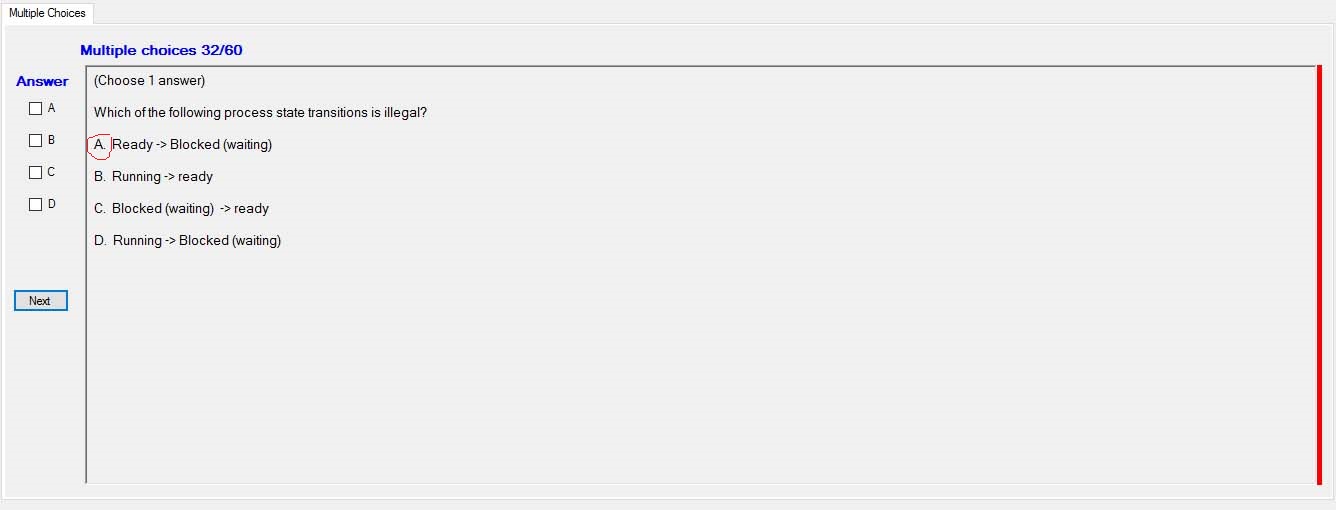 Multiple Choices
Multiple choices 32/60
Answer
A
B
C
D
Next
(Choose 1 answer)
Which of the following process state transitions is illegal?
A. Ready -> Blocked (waiting)
B. Running -> ready
C. Blocked (waiting) -> ready
D. Running -> Blocked (waiting)